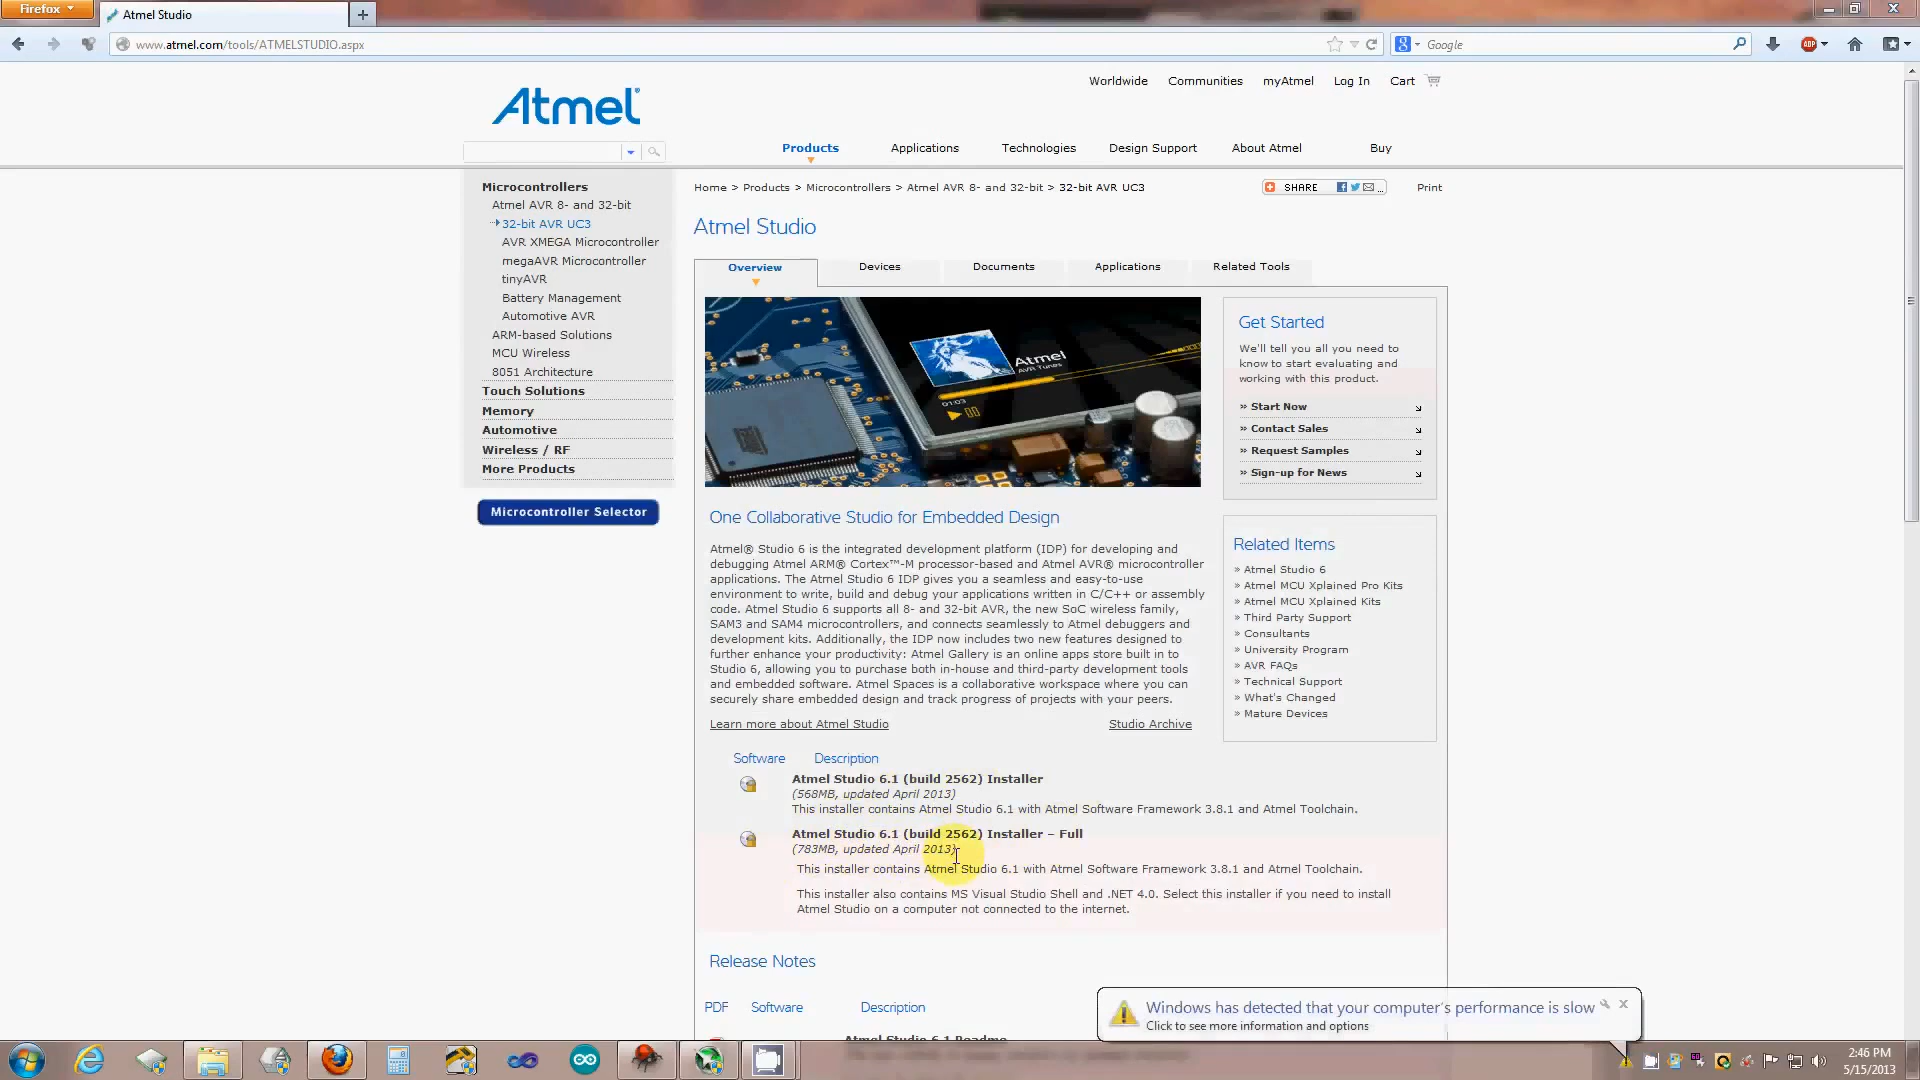 Firefox
Atmel Studio
www.atmel.com/tools/ATMELSTUDIO.aspx
Google
ABP
Worldwide
Communities
myAtmel
Log In
Cart
Atmel®
Products
Applications
Technologies
Design Support
About Atmel
Buy
Microcontrollers
Atmel AVR 8- and 32-bit
32-bit AVR UC3
AVR XMEGA Microcontroller
megaAVR Microcontroller
tinyAVR
Battery Management
Automotive AVR
ARM-based Solutions
MCU Wireless
8051 Architecture
Touch Solutions
Memory
Automotive
Wireless / RF
More Products
Microcontroller Selector
Home > Products > Microcontrollers > Atmel AVR 8- and 32-bit > 32-bit AVR UC3
SHARE
Print
Atmel Studio
Overview
Devices
Documents
Applications
Related Tools
Atmel
AVR Tunes
01:03
Get Started
We'll tell you all you need to
know to start evaluating and
working with this product.
» Start Now
» Contact Sales
» Request Samples
» Sign-up for News
One Collaborative Studio for Embedded Design
Atmel® Studio 6 is the integrated development platform (IDP) for developing and
debugging Atmel ARM® Cortex™-M processor-based and Atmel AVR® microcontroller
applications. The Atmel Studio 6 IDP gives you a seamless and easy-to-use
environment to write, build and debug your applications written in C/C++ or assembly
code. Atmel Studio 6 supports all 8- and 32-bit AVR, the new SoC wireless family,
SAM3 and SAM4 microcontrollers, and connects seamlessly to Atmel debuggers and
development kits. Additionally, the IDP now includes two new features designed to
further enhance your productivity: Atmel Gallery is an online apps store built in to
Studio 6, allowing you to purchase both in-house and third-party development tools
and embedded software. Atmel Spaces is a collaborative workspace where you can
securely share embedded design and track progress of projects with your peers.
Learn more about Atmel Studio
Studio Archive
Related Items
» Atmel Studio 6
» Atmel MCU Xplained Pro Kits
» Atmel MCU Xplained Kits
» Third Party Support
» Consultants
» University Program
» AVR FAQs
» Technical Support
» What's Changed
» Mature Devices
Software
Description
Atmel Studio 6.1 (build 2562) Installer
(568MB, updated April 2013)
This installer contains Atmel Studio 6.1 with Atmel Software Framework 3.8.1 and Atmel Toolchain.
Atmel Studio 6.1 (build 2562) Installer – Full
(783MB, updated April 2013)
This installer contains Atmel Studio 6.1 with Atmel Software Framework 3.8.1 and Atmel Toolchain.
This installer also contains MS Visual Studio Shell and .NET 4.0. Select this installer if you need to install
Atmel Studio on a computer not connected to the internet.
Release Notes
PDF
Software
Description
Atmel Studio 6.1 Readme
Windows has detected that your computer's performance is slow
Click to see more information and options
2:46 PM
5/15/2013